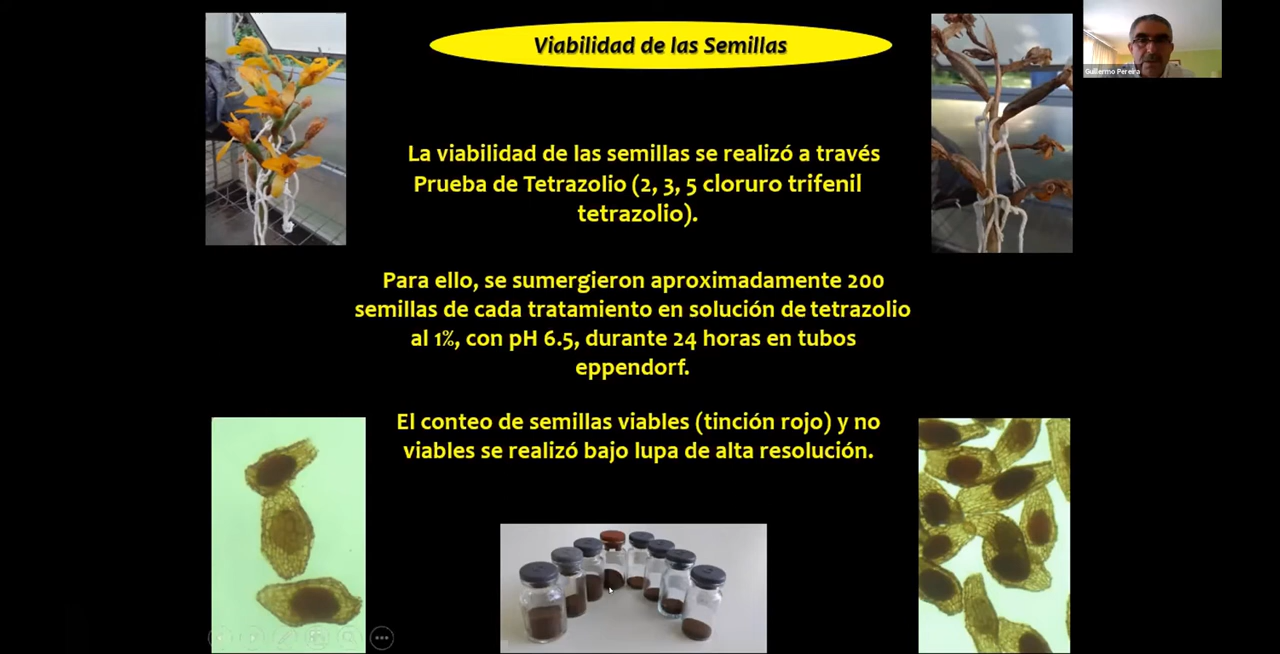 Viabilidad de las Semillas
Guillermo Pereira
La viabilidad de las semillas se realizó a través
Prueba de Tetrazolio (2, 3, 5 cloruro trifenil
tetrazolio).
Para ello, se sumergieron aproximadamente 200
semillas de cada tratamiento en solución de tetrazolio
al 1%, con pH 6.5, durante 24 horas en tubos
eppendorf.
El conteo de semillas viables (tinción rojo) y no
viables se realizó bajo lupa de alta resolución.